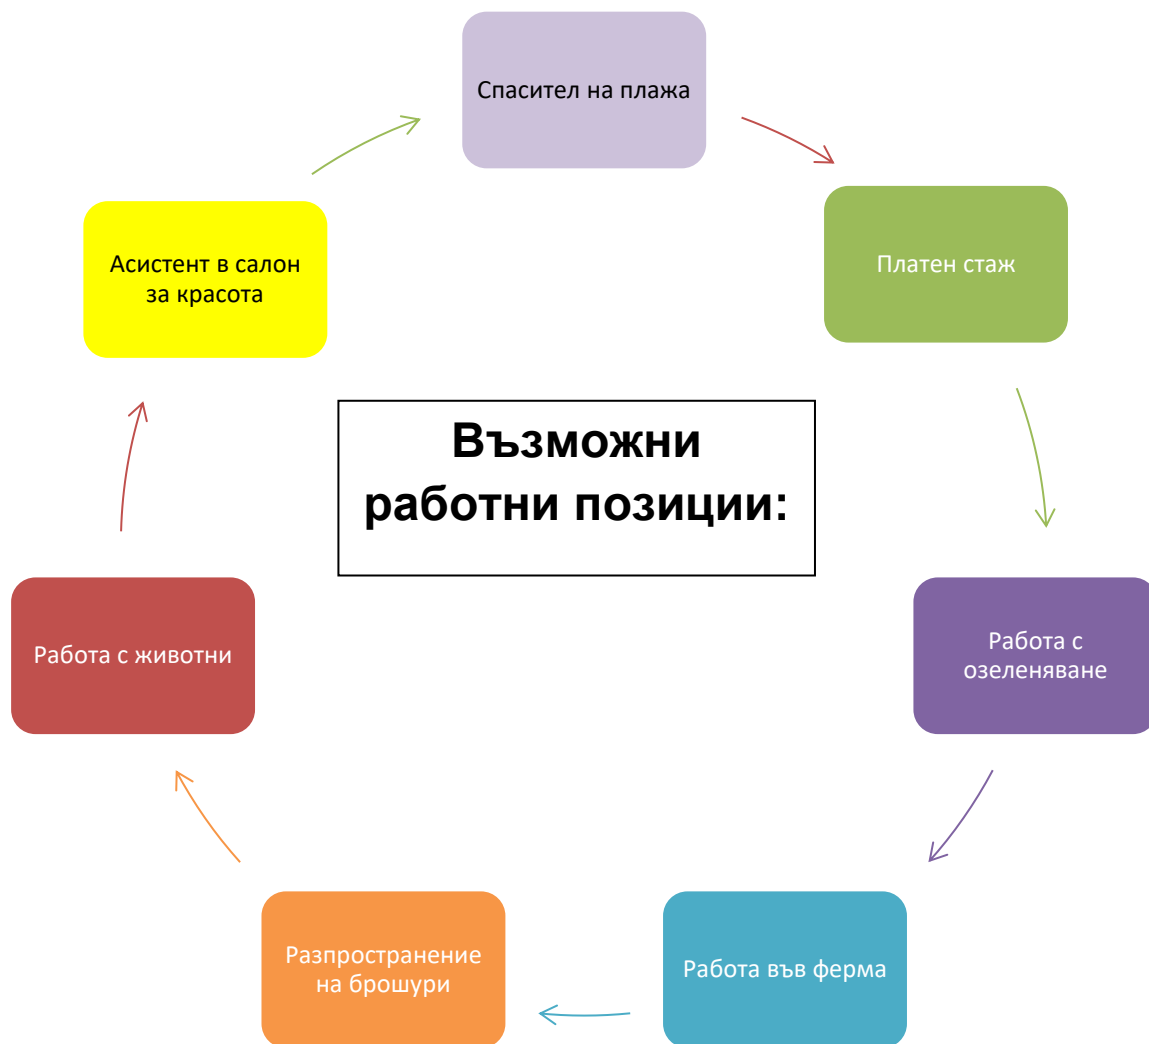 Спасител на плажа
Платен стаж
Работа с
озеленяване
Работа във ферма
Разпространение
на брошури
Работа с животни
Асистент в салон
за красота
Възможни
работни позиции: